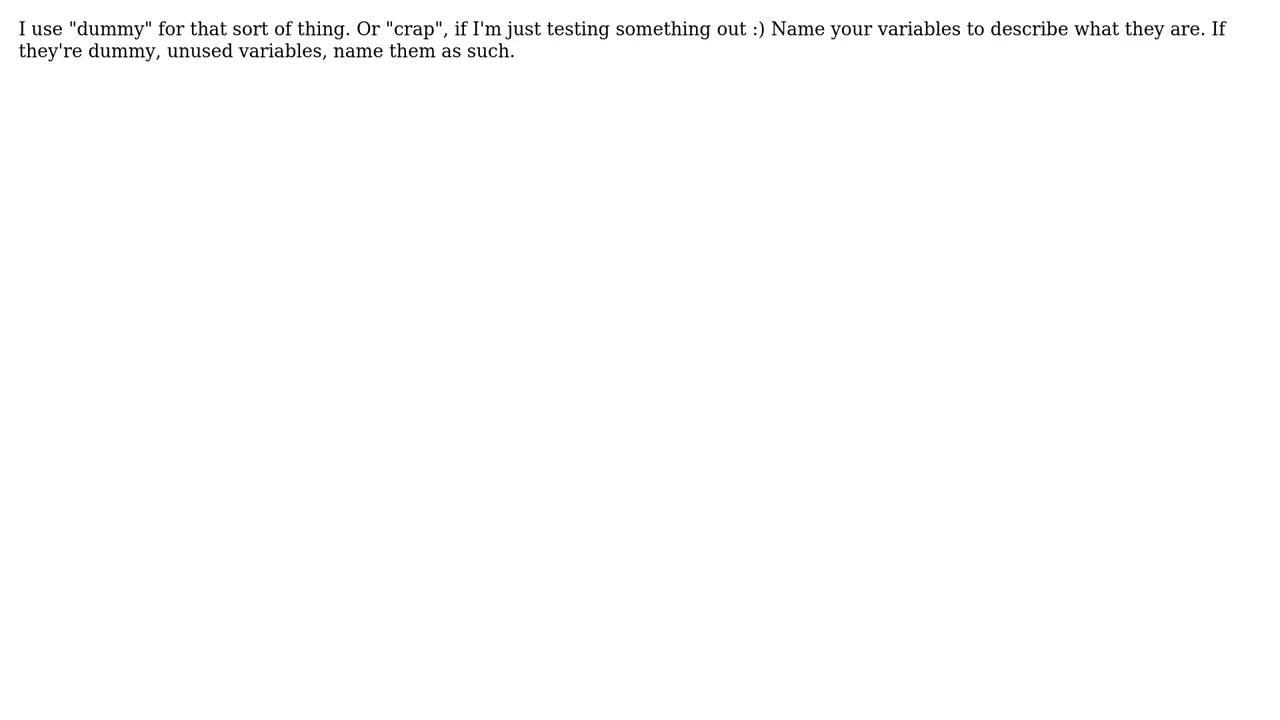 I use "dummy" for that sort of thing. Or "crap", if I'm just testing something out :) Name your variables to describe what they are. If
they're dummy, unused variables, name them as such.